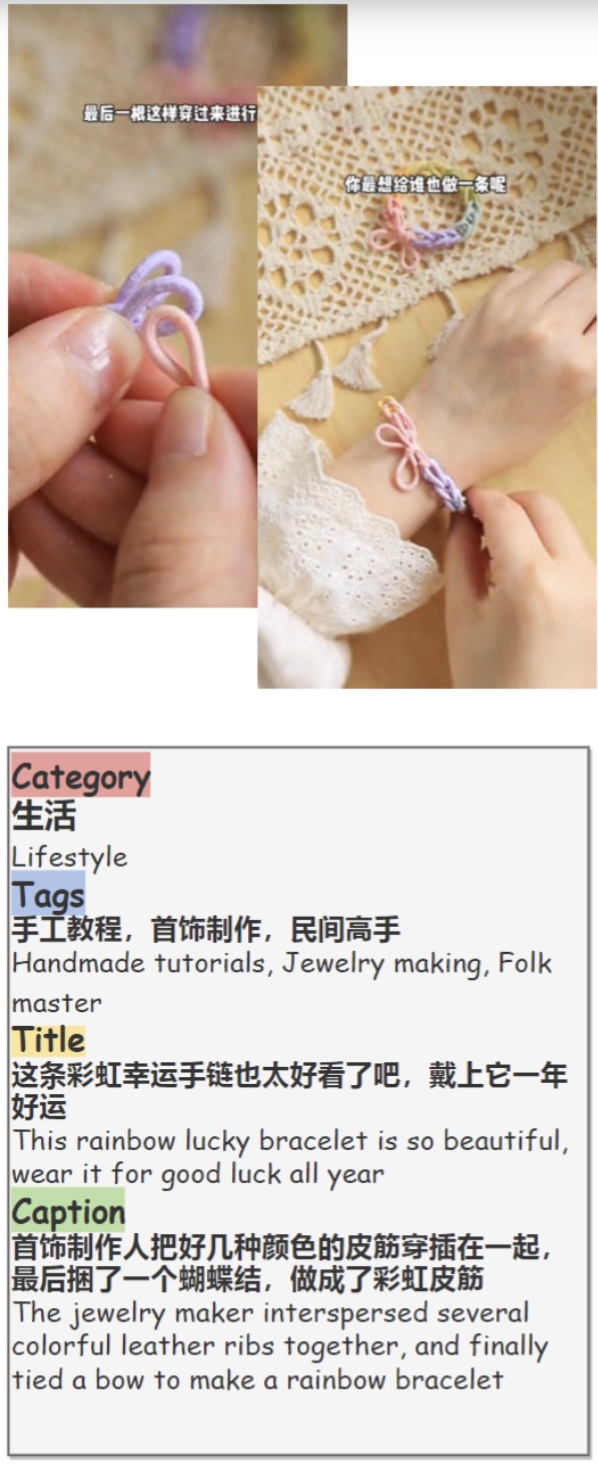 最后一根这样穿过来进行
你最想给谁也做一条呢
Category
生活
Lifestyle
Tags
手工教程，首饰制作，民间高手
Handmade tutorials, Jewelry making, Folk
master
Title
这条彩虹幸运手链也太好看了吧，戴上它一年
好运
This rainbow lucky bracelet is so beautiful,
wear it for good luck all year
Caption
首饰制作人把好几种颜色的皮筋穿插在一起，
最后捆了一个蝴蝶结，做成了彩虹皮筋
The jewelry maker interspersed several
colorful leather ribs together, and finally
tied a bow to make a rainbow bracelet